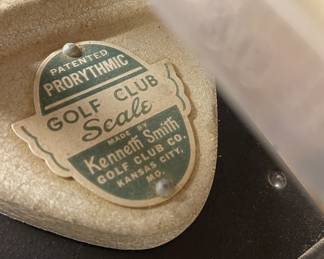 PATENTED
PRORYTHMIC
GOLF CLUB
Scale
MADE BY
Kenneth Smith
GOLF CLUB CO.
KANSAS CITY,
MO.